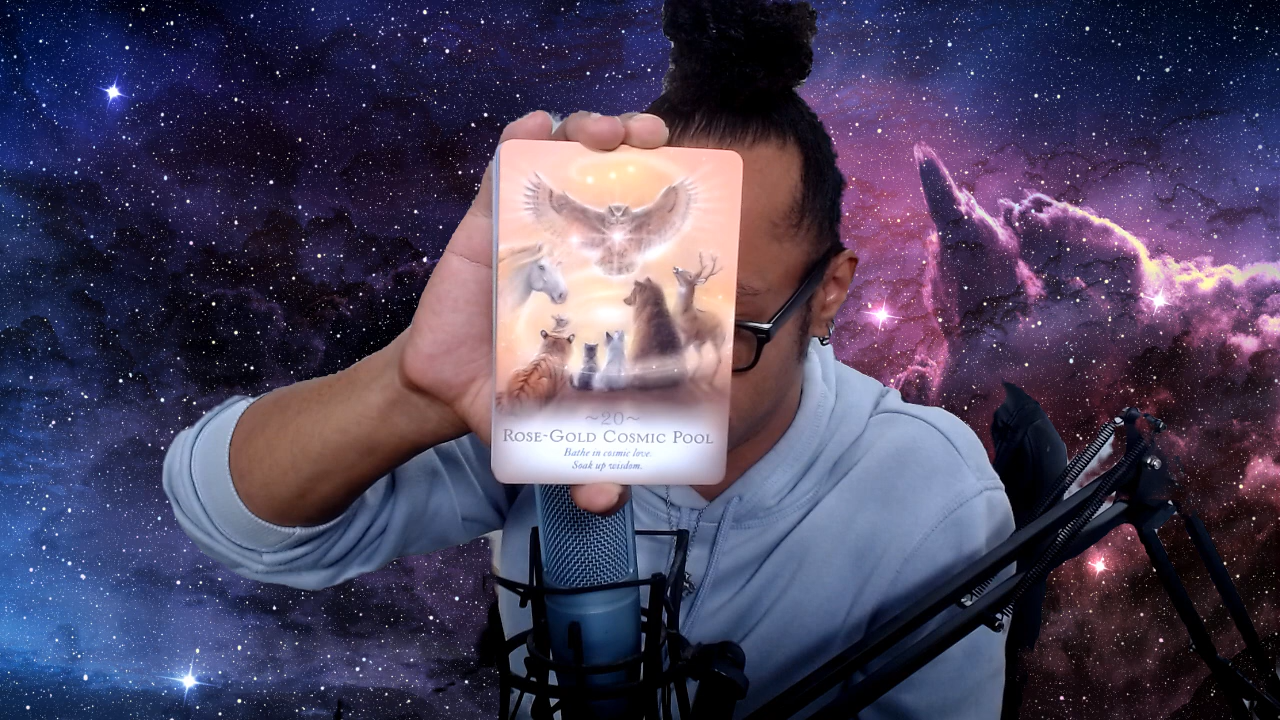 ~20~
Rose-Gold Cosmic Pool
Bathe in cosmic love.
Soak up wisdom.